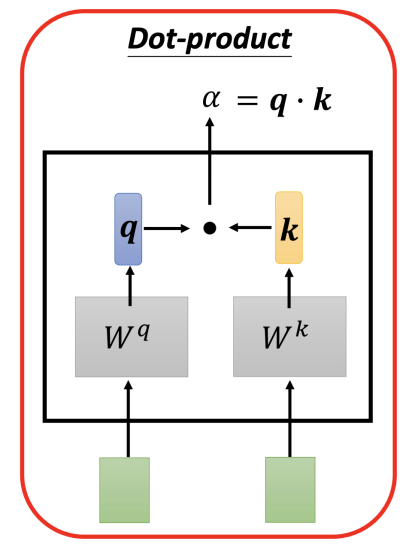 Dot-product
α = q · k
q
k
W^q
W^k